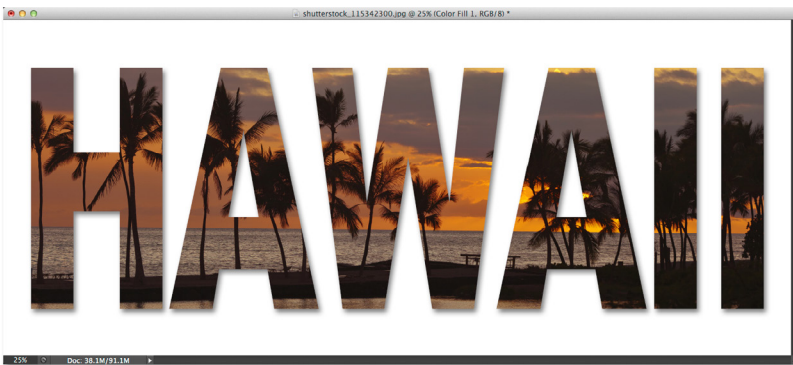 shutterstock_115342300.jpg @ 25% (Color Fill 1, RGB/8) *
HAWAII
25% Doc: 38.1M/91.1M